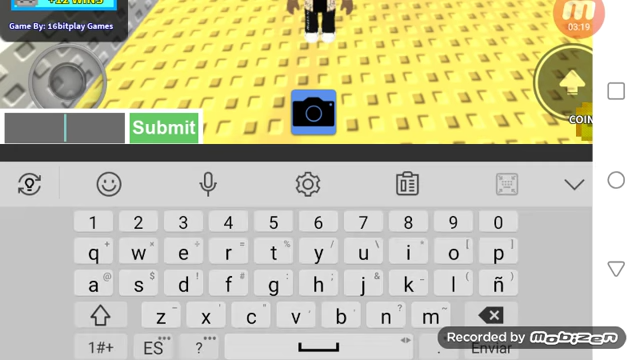 +12 WINS
Game By: 16bitplay Games
03:19
COIN
Submit
1 2 3 4 5 6 7 8 9 0
q w e r t y u i o p
a s d f g h j k l ñ
z x c v b n m
1#+ ES ? . Enviar
Recorded by mobizen